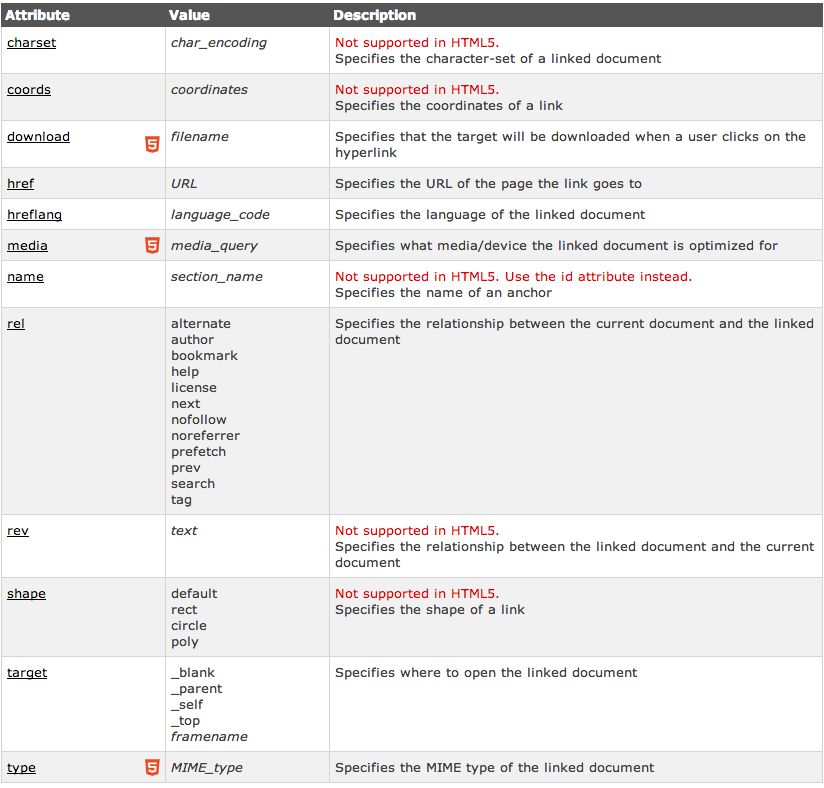 Attribute Value Description
charset char_encoding Not supported in HTML5.
Specifies the character-set of a linked document
coords coordinates Not supported in HTML5.
Specifies the coordinates of a link
download 5 filename Specifies that the target will be downloaded when a user clicks on the
hyperlink
href URL Specifies the URL of the page the link goes to
hreflang language_code Specifies the language of the linked document
media 5 media_query Specifies what media/device the linked document is optimized for
name section_name Not supported in HTML5. Use the id attribute instead.
Specifies the name of an anchor
rel alternate Specifies the relationship between the current document and the linked
author document
bookmark
help
license
next
nofollow
noreferrer
prefetch
prev
search
tag
rev text Not supported in HTML5.
Specifies the relationship between the linked document and the current
document
shape default Not supported in HTML5.
rect Specifies the shape of a link
circle
poly
target _blank Specifies where to open the linked document
_parent
_self
_top
framename
type 5 MIME_type Specifies the MIME type of the linked document